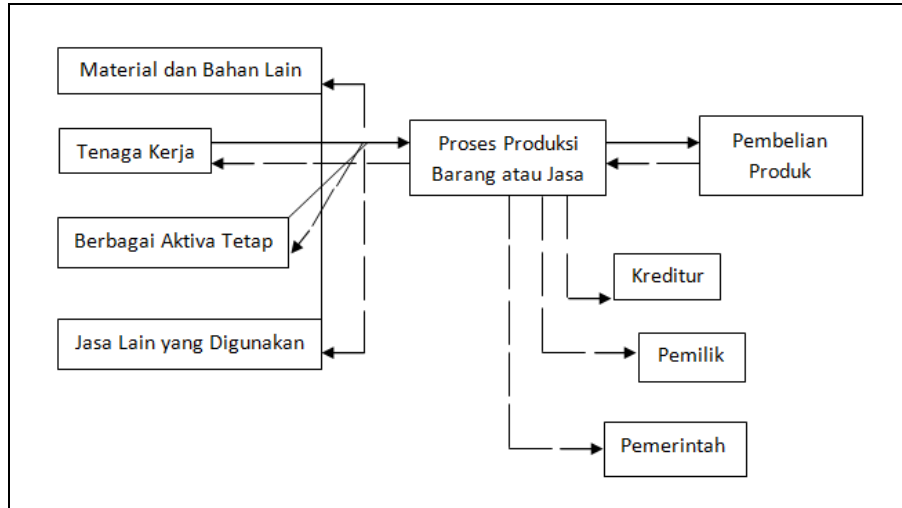 Material dan Bahan Lain
Tenaga Kerja
Berbagai Aktiva Tetap
Jasa Lain yang Digunakan
Proses Produksi
Barang atau Jasa
Pembelian
Produk
Kreditur
Pemilik
Pemerintah